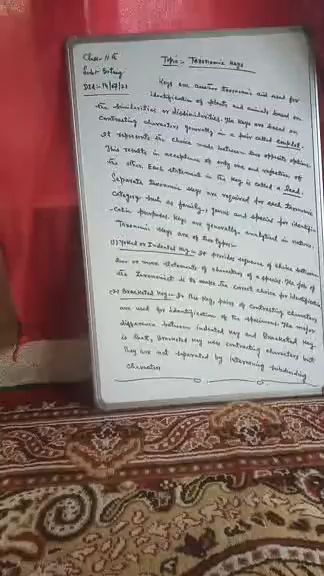 Class - 11th
Topic :- Taxonomic Keys
Sub: Botany
Keys are another taxonomic aid used for
identification of plants and animals based on
the similarities or dissimilarities. The keys are based on
contrasting characters generally in a pair called couplet.
It represents the choice made between two opposite options.
This results in acceptance of only one and rejection of
the other. Each statement in the key is called a lead.
Separate taxonomic keys are required for each taxonomic
category such as family, genus and species for identifi-
-cation purposes. Keys are generally analytical in nature.
Taxonomic keys are of two types:-
(1) Yoked or Indented key :- It provides sequence of choice between
two or more statements of characters of a species. The job of
the taxonomist is to make the correct choice for identification
(2) Bracketed Key :- In this key pairs of contrasting characters
are used for identification of the specimens. The major
difference between indented key and Bracketed key
is that, Bracketed key uses contrasting characters but
they are not separated by intervening subdividing
characters